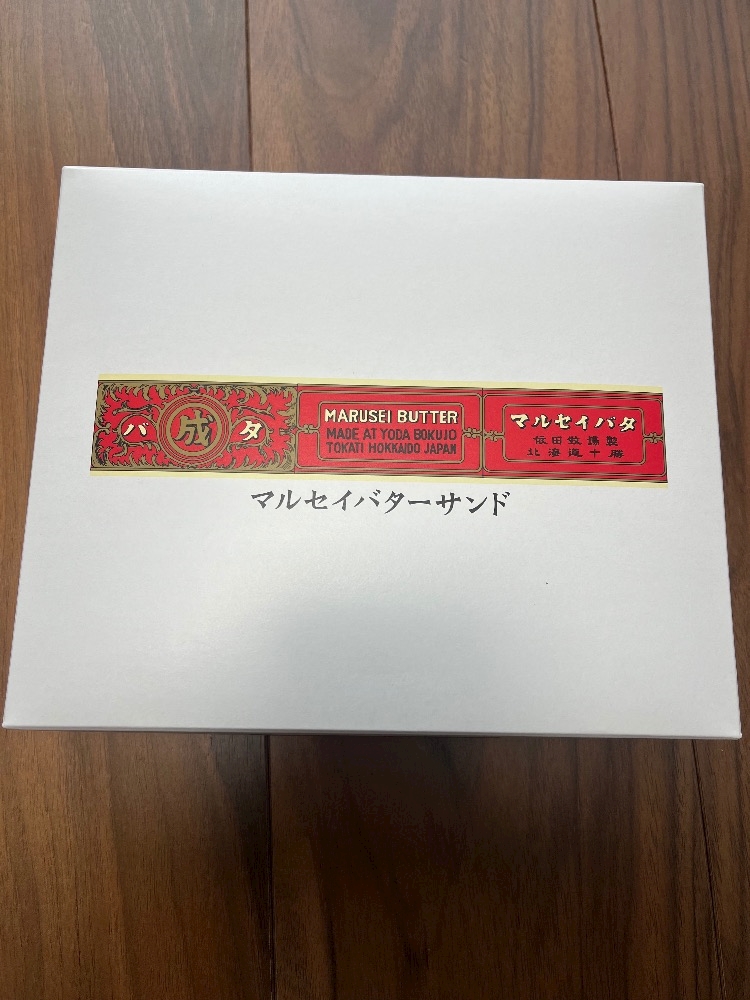 バ 成 タ
MARUSEI BUTTER
MADE AT YODA BOKUJO
TOKATI HOKKAIDO JAPAN
マルセイバタ
依田牧場製
北海道十勝
マルセイバターサンド